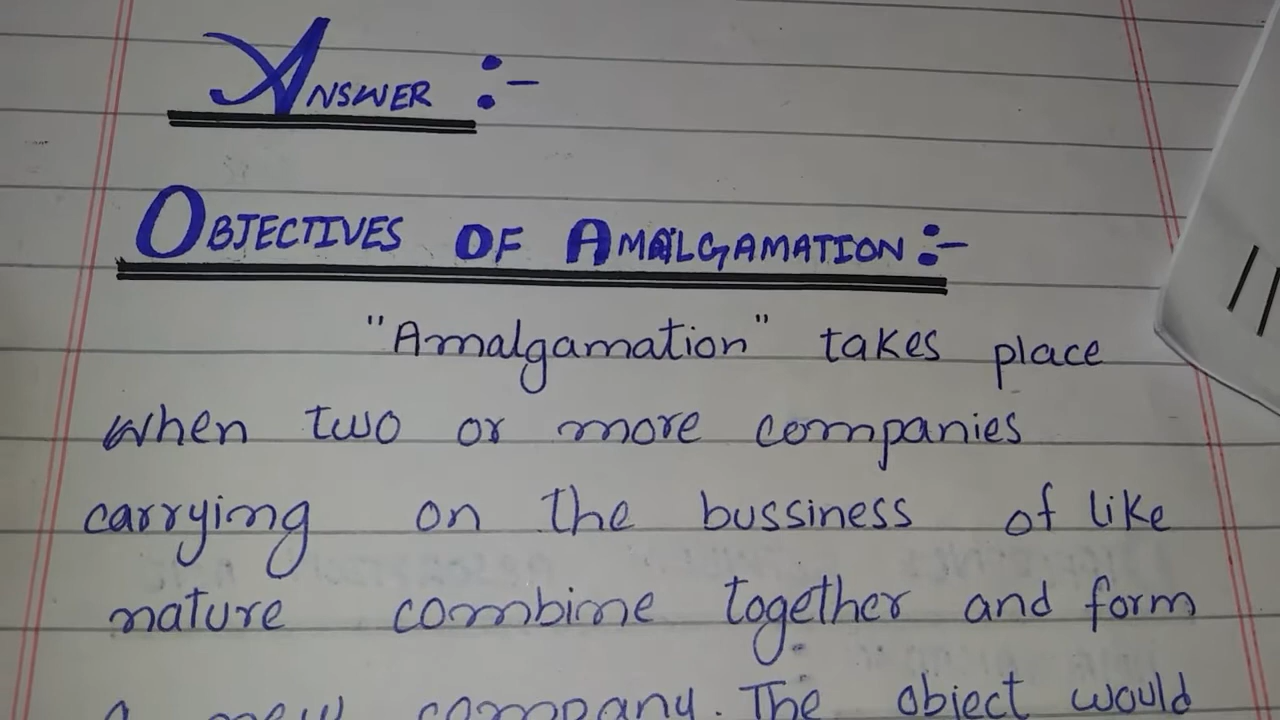 ANSWER :-
OBJECTIVES OF AMALGAMATION :-
"Amalgamation" takes place
when two or more companies
carrying on the bussiness of like
nature combine together and form
a new company. The object would